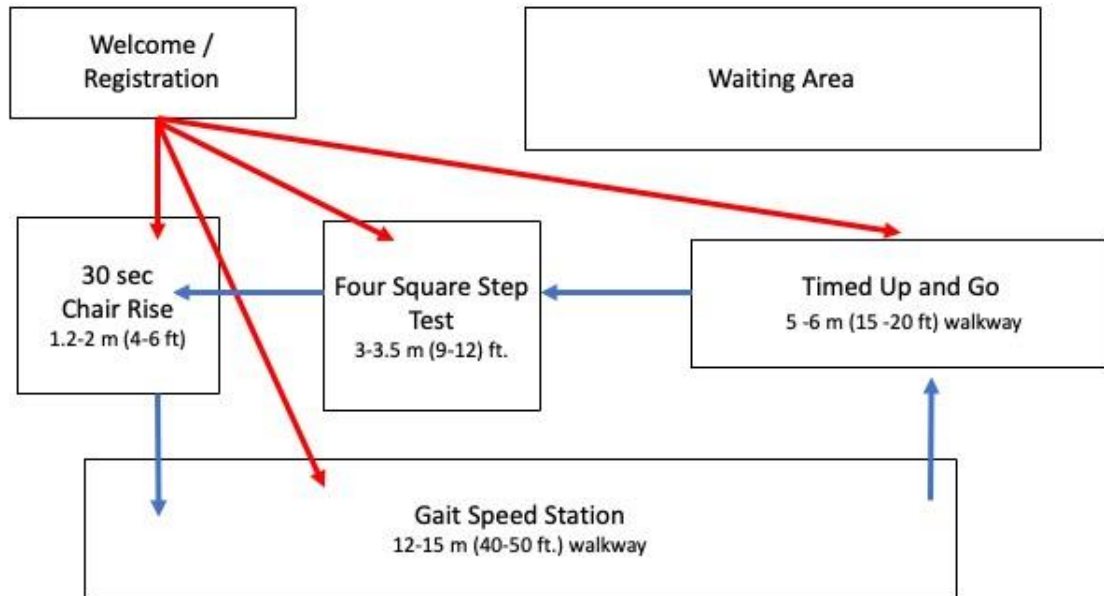 Welcome /
Registration
Waiting Area
30 sec
Chair Rise
1.2-2 m (4-6 ft)
Four Square Step
Test
3-3.5 m (9-12) ft.
Timed Up and Go
5 -6 m (15 -20 ft) walkway
Gait Speed Station
12-15 m (40-50 ft.) walkway